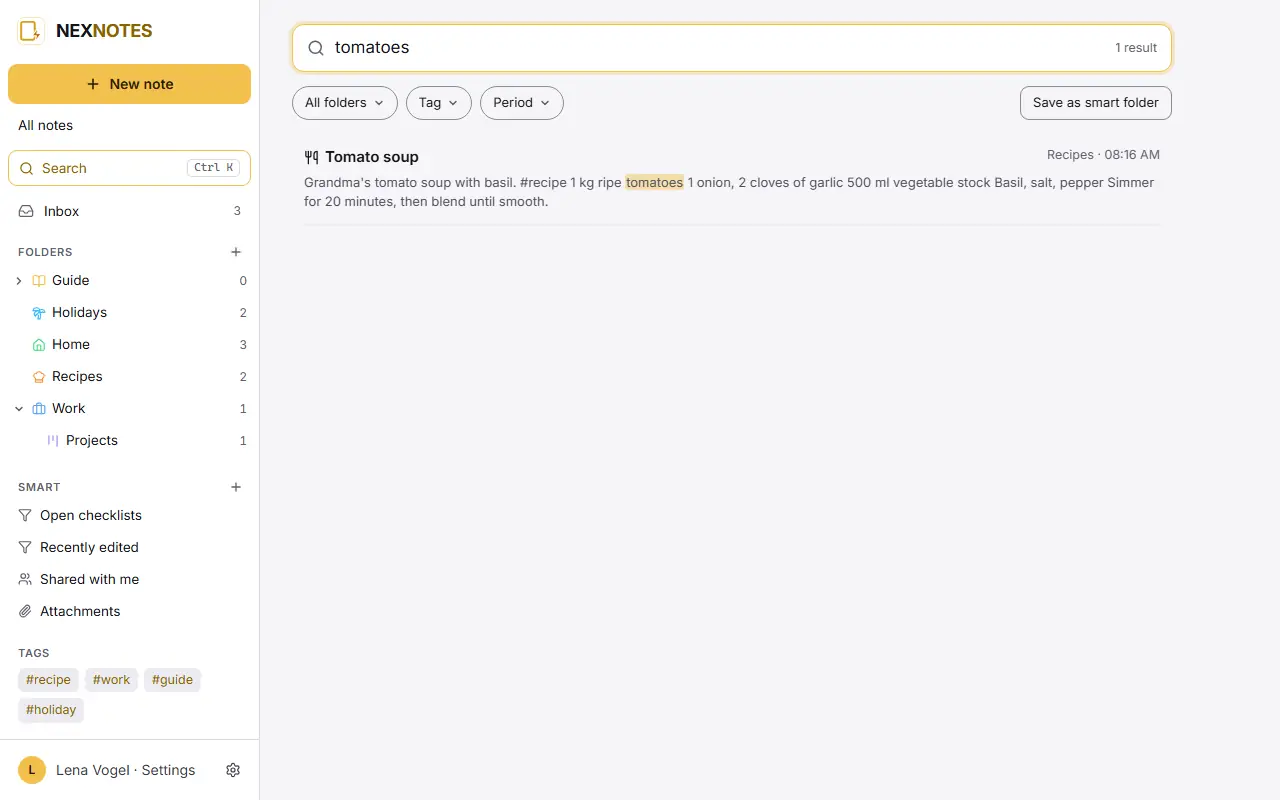 NEXNOTES
New note
All notes
Search Ctrl K
Inbox 3
FOLDERS
Guide 0
Holidays 2
Home 3
Recipes 2
Work 1
Projects 1
SMART
Open checklists
Recently edited
Shared with me
Attachments
TAGS
#recipe #work #guide
#holiday
L Lena Vogel · Settings
tomatoes 1 result
All folders Tag Period Save as smart folder
Tomato soup Recipes · 08:16 AM
Grandma's tomato soup with basil. #recipe 1 kg ripe tomatoes 1 onion, 2 cloves of garlic 500 ml vegetable stock Basil, salt, pepper Simmer
for 20 minutes, then blend until smooth.